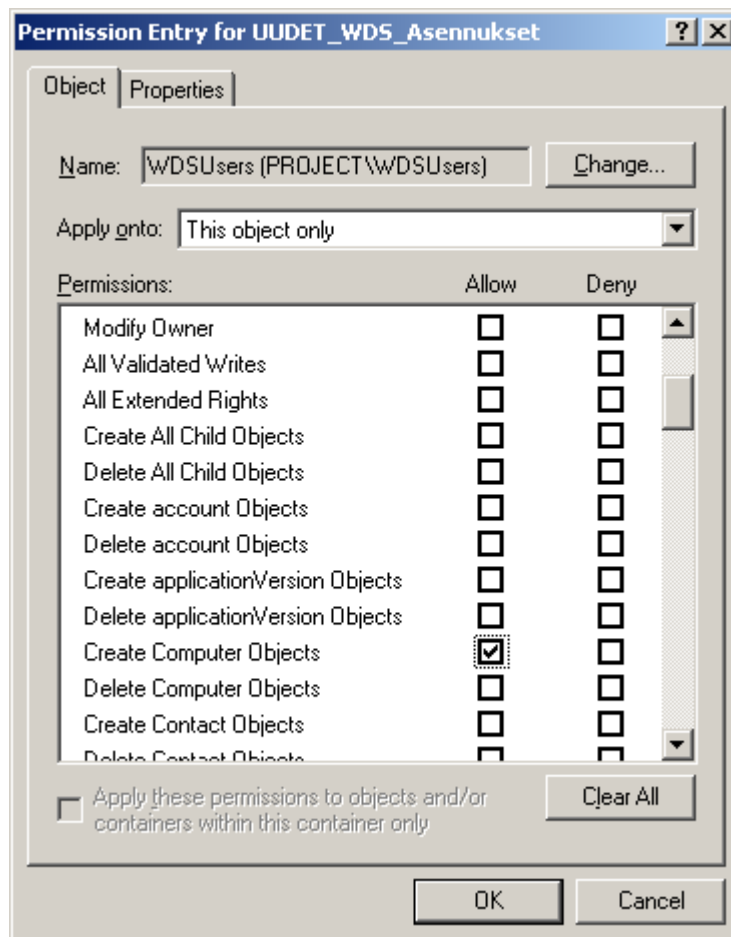 Permission Entry for UUDET_WDS_Asennukset
Object
Properties
Name:
WDSUsers (PROJECT\WDSUsers)
Change...
Apply onto:
This object only
Permissions:
Allow
Deny
Modify Owner
All Validated Writes
All Extended Rights
Create All Child Objects
Delete All Child Objects
Create account Objects
Delete account Objects
Create applicationVersion Objects
Delete applicationVersion Objects
Create Computer Objects
Delete Computer Objects
Create Contact Objects
Delete Contact Objects
Apply these permissions to objects and/or
containers within this container only
Clear All
OK
Cancel